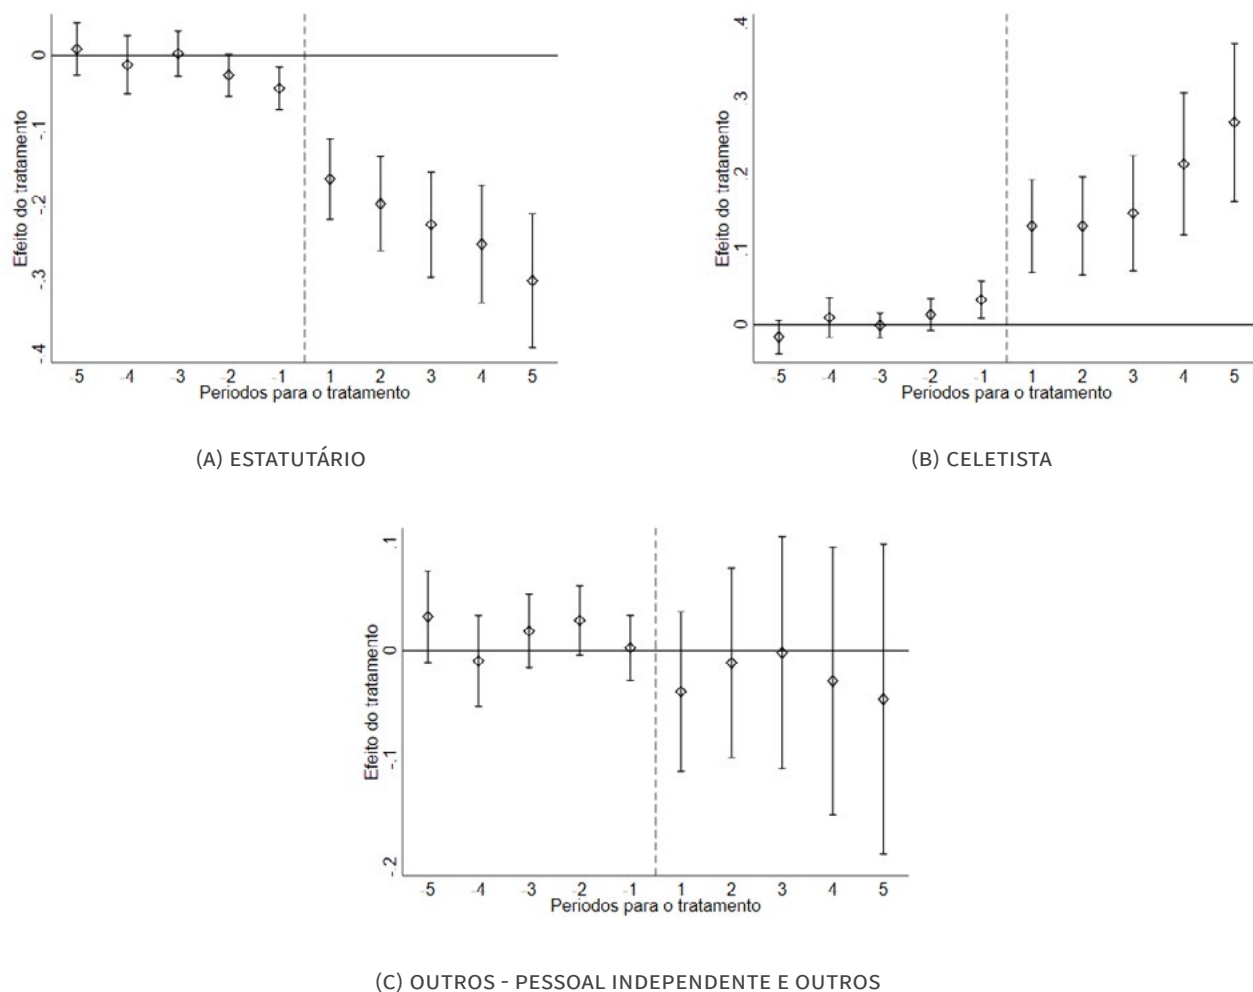 0
-.1
-.2
-.3
-.4
Efeito do tratamento
-5 -4 -3 -2 -1 1 2 3 4 5
Periodos para o tratamento
(A) ESTATUTÁRIO
.4
.3
.2
.1
0
Efeito do tratamento
-5 -4 -3 -2 -1 1 2 3 4 5
Periodos para o tratamento
(B) CELETISTA
.1
0
-.1
-.2
Efeito do tratamento
-5 -4 -3 -2 -1 1 2 3 4 5
Periodos para o tratamento
(C) OUTROS - PESSOAL INDEPENDENTE E OUTROS